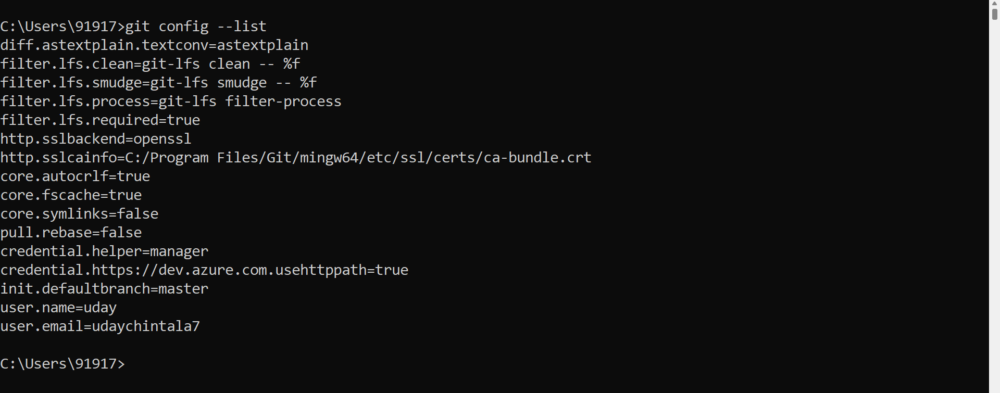 C:\Users\91917>git config --list
diff.astextplain.textconv=astextplain
filter.lfs.clean=git-lfs clean -- %f
filter.lfs.smudge=git-lfs smudge -- %f
filter.lfs.process=git-lfs filter-process
filter.lfs.required=true
http.sslbackend=openssl
http.sslcainfo=C:/Program Files/Git/mingw64/etc/ssl/certs/ca-bundle.crt
core.autocrlf=true
core.fscache=true
core.symlinks=false
pull.rebase=false
credential.helper=manager
credential.https://dev.azure.com.usehttppath=true
init.defaultbranch=master
user.name=uday
user.email=udaychintala7
C:\Users\91917>